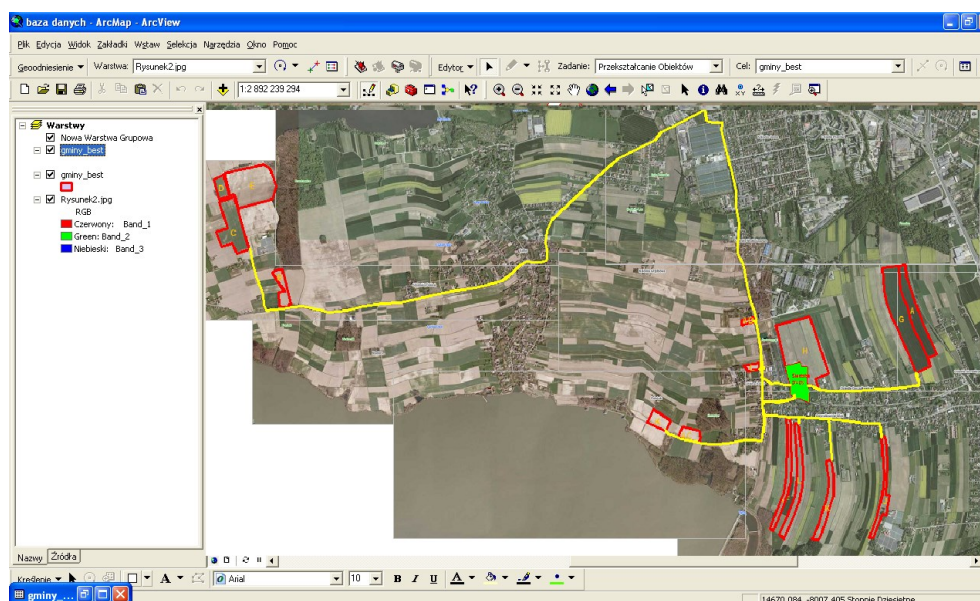 baza danych - ArcMap - ArcView
Plik Edycja Widok Zakładki Wstaw Selekcja Narzędzia Okno Pomoc
Geoodniesienie Warstwa: Rysunek2.jpg Edytor Zadanie: Przekształcanie Obiektów Cel: gminy_best
1:2 892 239 294
Warstwy
Nowa Warstwa Grupowa
gminy_best
gminy_best
Rysunek2.jpg
RGB
Czerwony: Band_1
Green: Band_2
Niebieski: Band_3
D
C
G A
H
Nazwy Źródła
Kreślenie Arial 10 B I U A
gminy_...
14670,084 -8007,405 Stopnie Dziesiętne